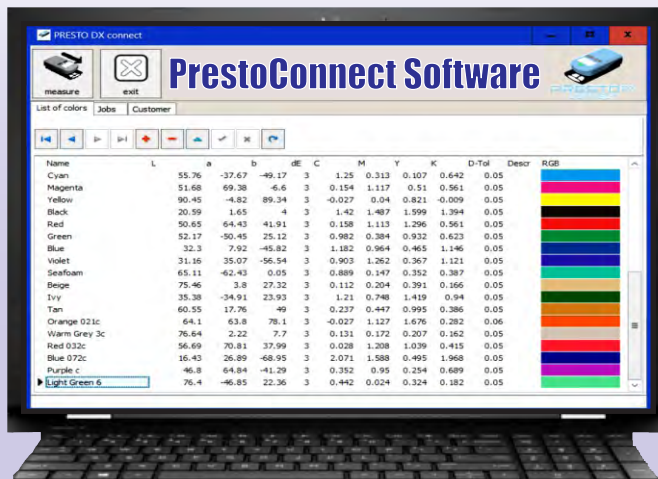 PRESTO DX connect
PrestoConnect Software
measure exit
List of colors Jobs Customer
Name L a b dE C M Y K D-Tol Descr RGB
Cyan 55.76 -37.67 -49.17 3 1.25 0.313 0.107 0.642 0.05
Magenta 51.68 69.38 -6.6 3 0.154 1.117 0.51 0.561 0.05
Yellow 90.45 -4.82 89.34 3 -0.027 0.04 0.821 -0.009 0.05
Black 20.59 1.65 4 3 1.42 1.487 1.599 1.394 0.05
Red 50.65 64.43 41.91 3 0.158 1.113 1.296 0.561 0.05
Green 52.17 -50.45 25.12 3 0.982 0.384 0.932 0.623 0.05
Blue 32.3 7.92 -45.82 3 1.182 0.964 0.465 1.146 0.05
Violet 31.16 35.07 -56.54 3 0.903 1.262 0.367 1.121 0.05
Seafoam 65.11 -62.43 0.05 3 0.889 0.147 0.352 0.387 0.05
Beige 75.46 3.8 27.32 3 0.112 0.204 0.391 0.166 0.05
Ivy 35.38 -34.91 23.93 3 1.21 0.748 1.419 0.94 0.05
Tan 60.55 17.76 49 3 0.237 0.447 0.995 0.386 0.05
Orange 021c 64.1 63.8 78.1 3 -0.027 1.127 1.676 0.282 0.06
Warm Grey 3c 76.64 2.22 7.7 3 0.131 0.172 0.207 0.162 0.05
Red 032c 56.69 70.81 37.99 3 0.028 1.208 1.039 0.415 0.05
Blue 072c 16.43 26.89 -68.95 3 2.071 1.588 0.495 1.968 0.05
Purple c 46.8 64.84 -41.29 3 0.352 0.95 0.254 0.689 0.05
Light Green 6 76.4 -46.85 22.36 3 0.442 0.024 0.324 0.182 0.05